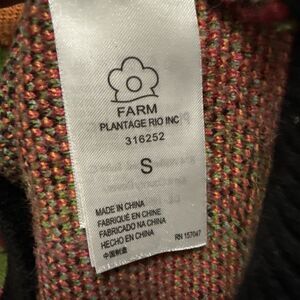 FARM
PLANTAGE RIO INC
316252
S
MADE IN CHINA
FABRIQUÉ EN CHINE
FABRICADO NA CHINA
HECHO EN CHINA
中国制造
RN 157047